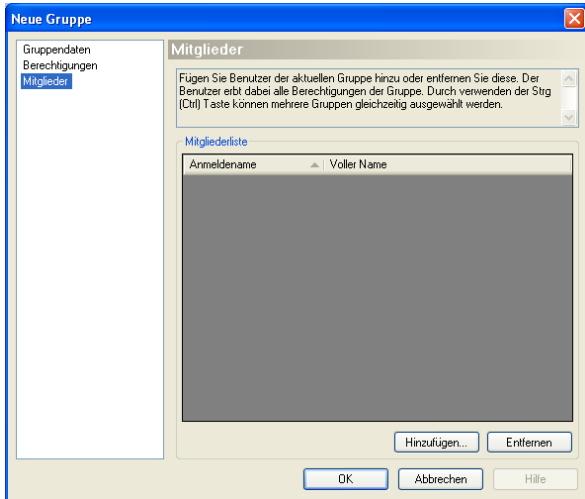 Neue Gruppe
Gruppendaten
Berechtigungen
Mitglieder
Mitglieder
Fügen Sie Benutzer der aktuellen Gruppe hinzu oder entfernen Sie diese. Der
Benutzer erbt dabei alle Berechtigungen der Gruppe. Durch verwenden der Strg
(Ctrl) Taste können mehrere Gruppen gleichzeitig ausgewählt werden.
Mitgliederliste
Anmeldename Voller Name
Hinzufügen... Entfernen
OK Abbrechen Hilfe